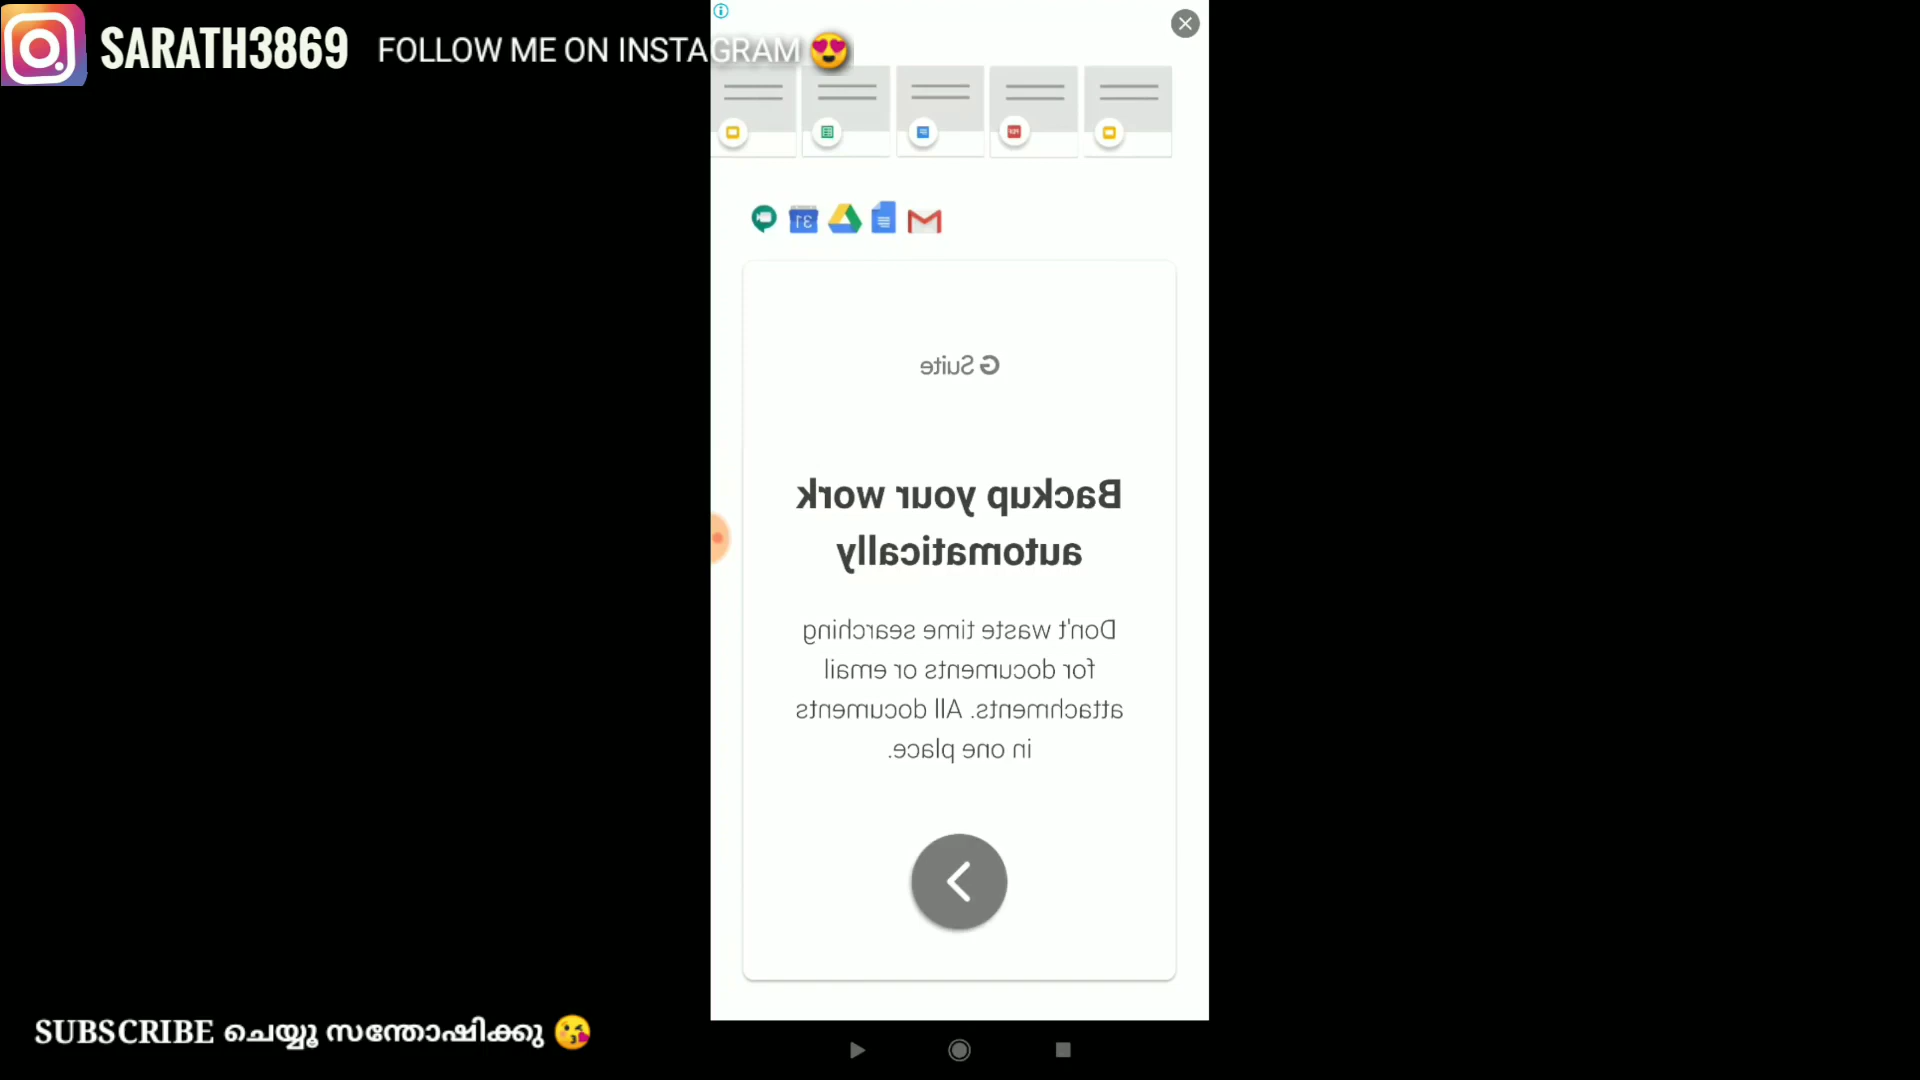 SARATH3869 FOLLOW ME ON INSTAGRAM 😍
31
G Suite
Backup your work
automatically
Don't waste time searching
for documents or email
attachments. All documents
in one place.
SUBSCRIBE ചെയ്യൂ സന്തോഷിക്കു 😘